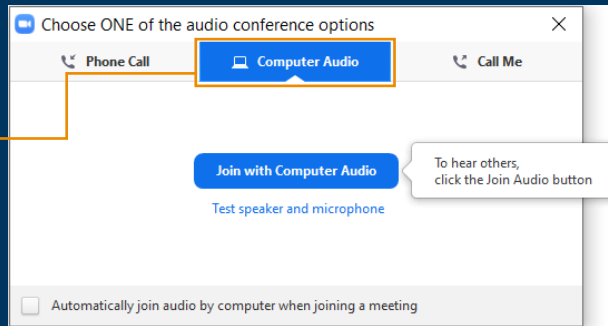 Choose ONE of the audio conference options
Phone Call
Computer Audio
Call Me
Join with Computer Audio
To hear others,
click the Join Audio button
Test speaker and microphone
Automatically join audio by computer when joining a meeting